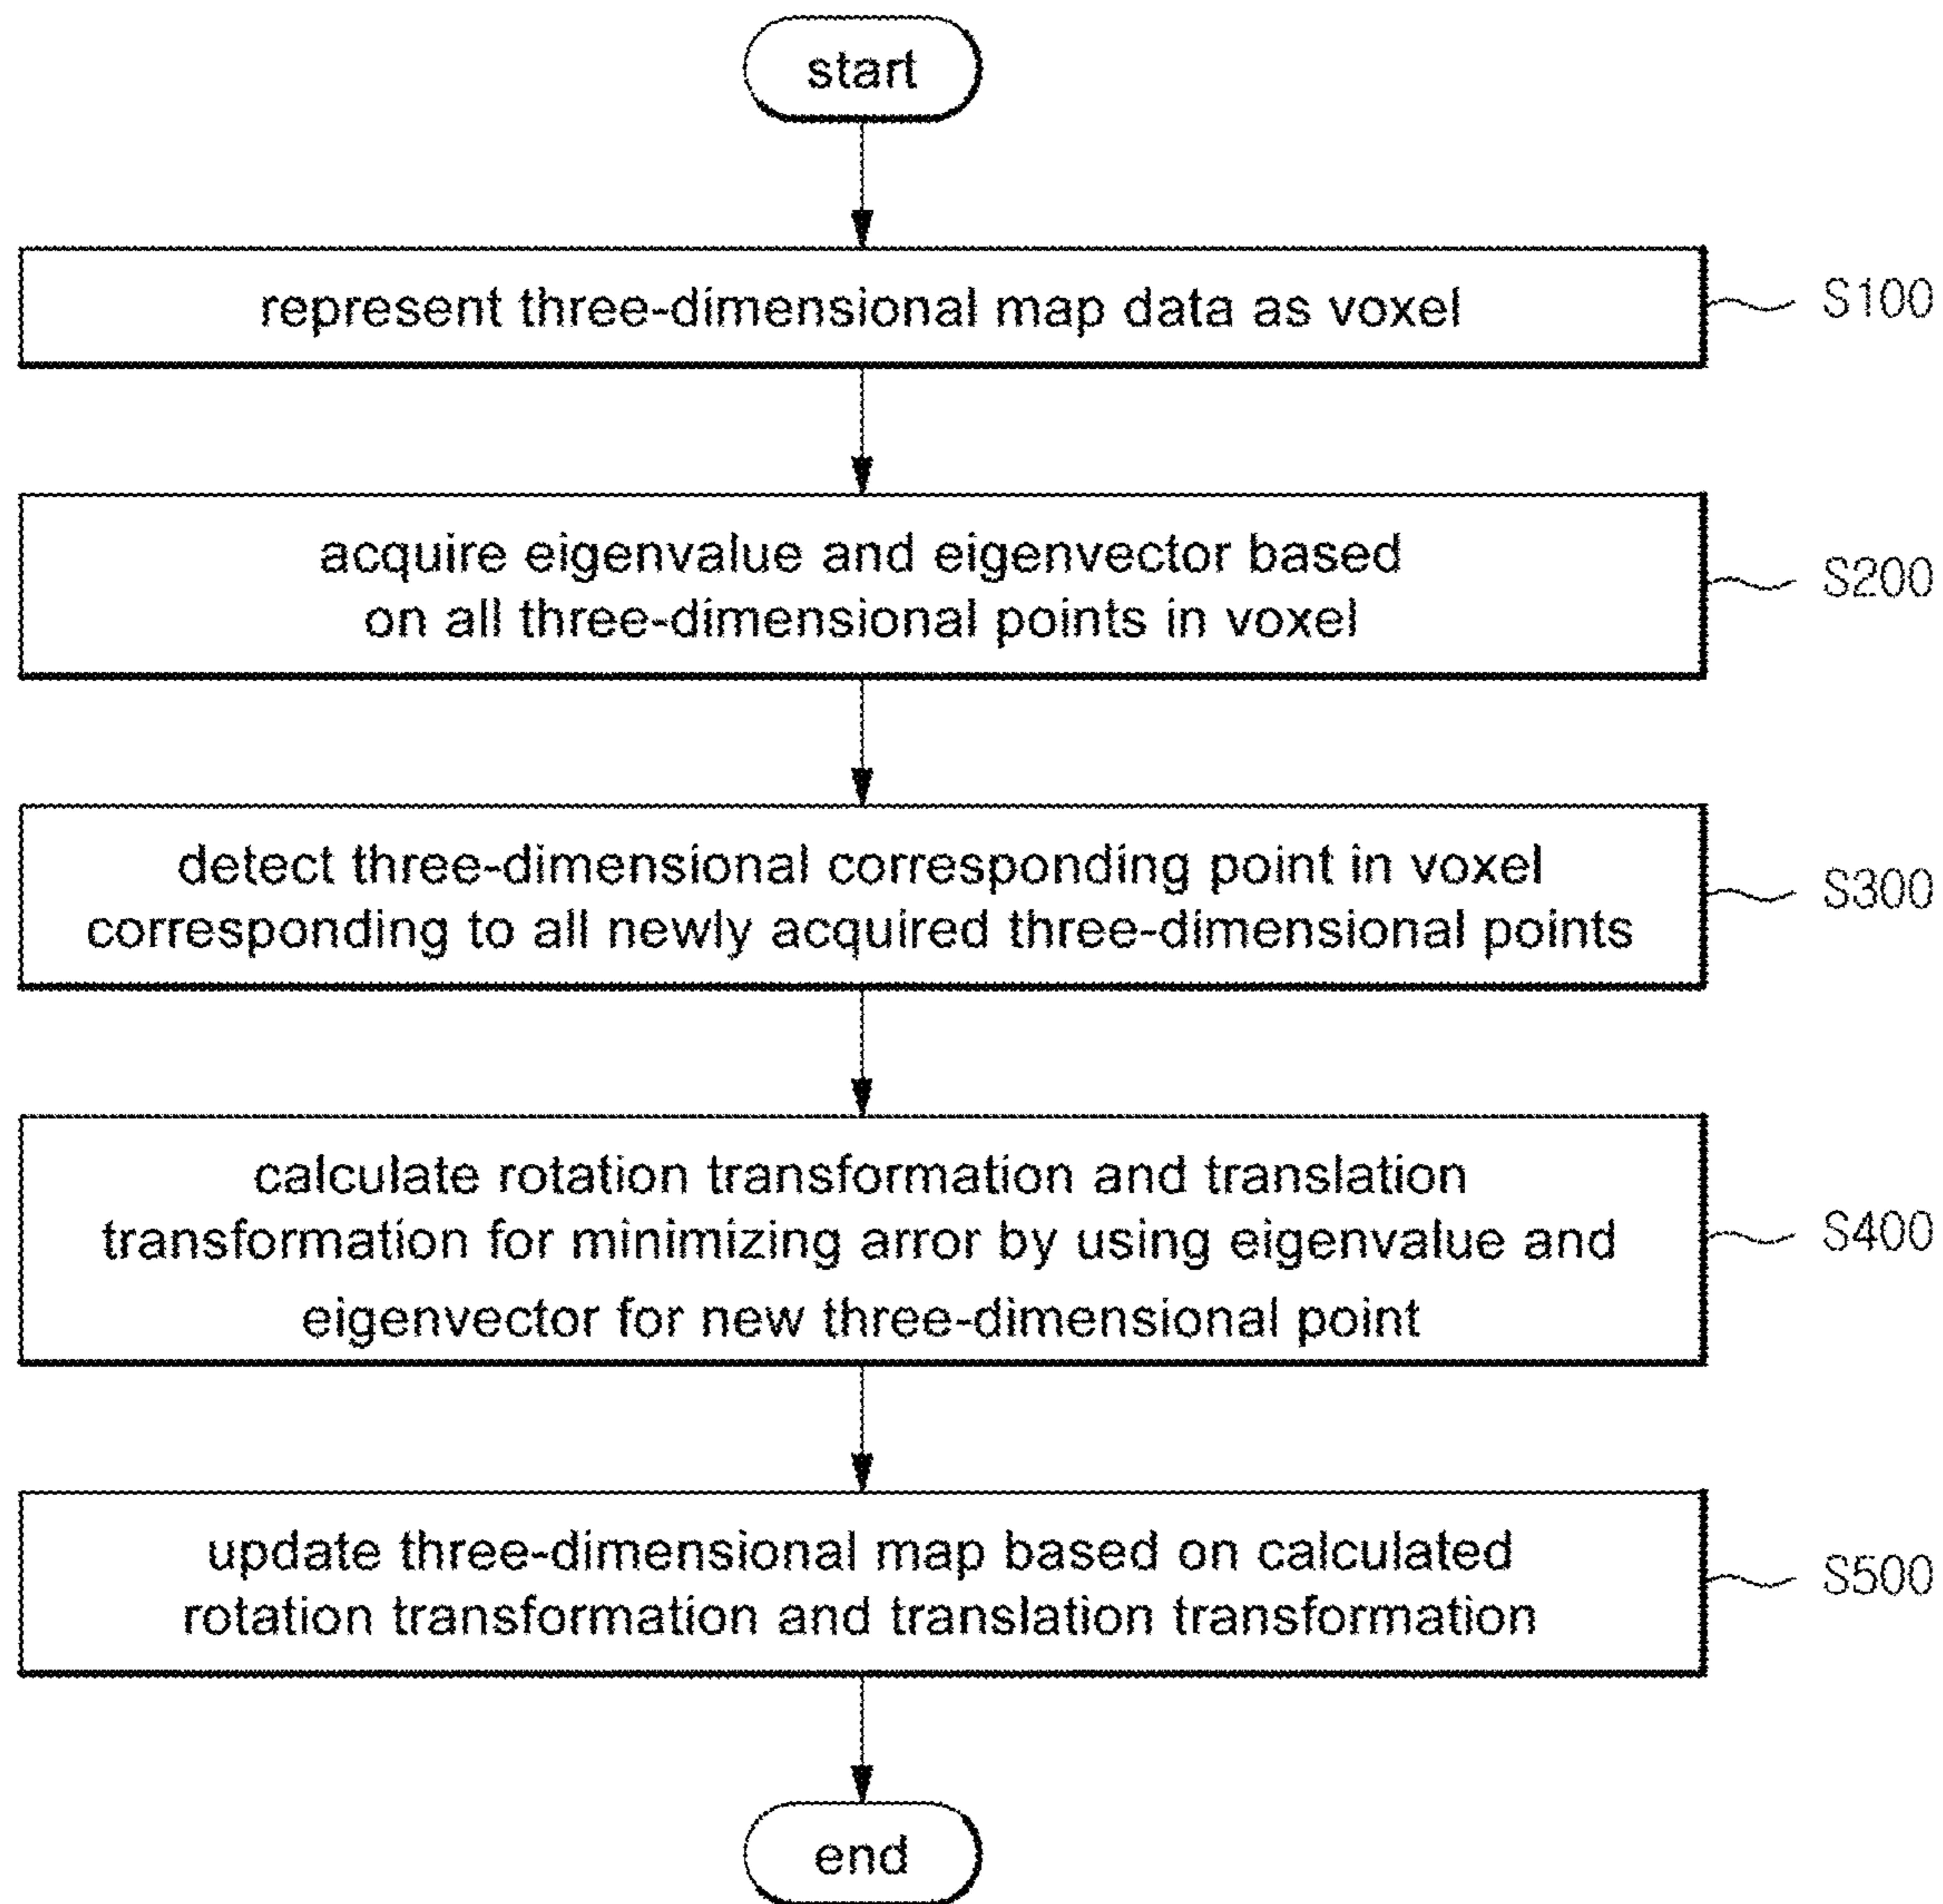 start
represent three-dimensional map data as voxel
S100
acquire eigenvalue and eigenvector based
on all three-dimensional points in voxel
S200
detect three-dimensional corresponding point in voxel
corresponding to all newly acquired three-dimensional points
S300
calculate rotation transformation and translation
transformation for minimizing arror by using eigenvalue and
eigenvector for new three-dimensional point
S400
update three-dimensional map based on calculated
rotation transformation and translation transformation
S500
end